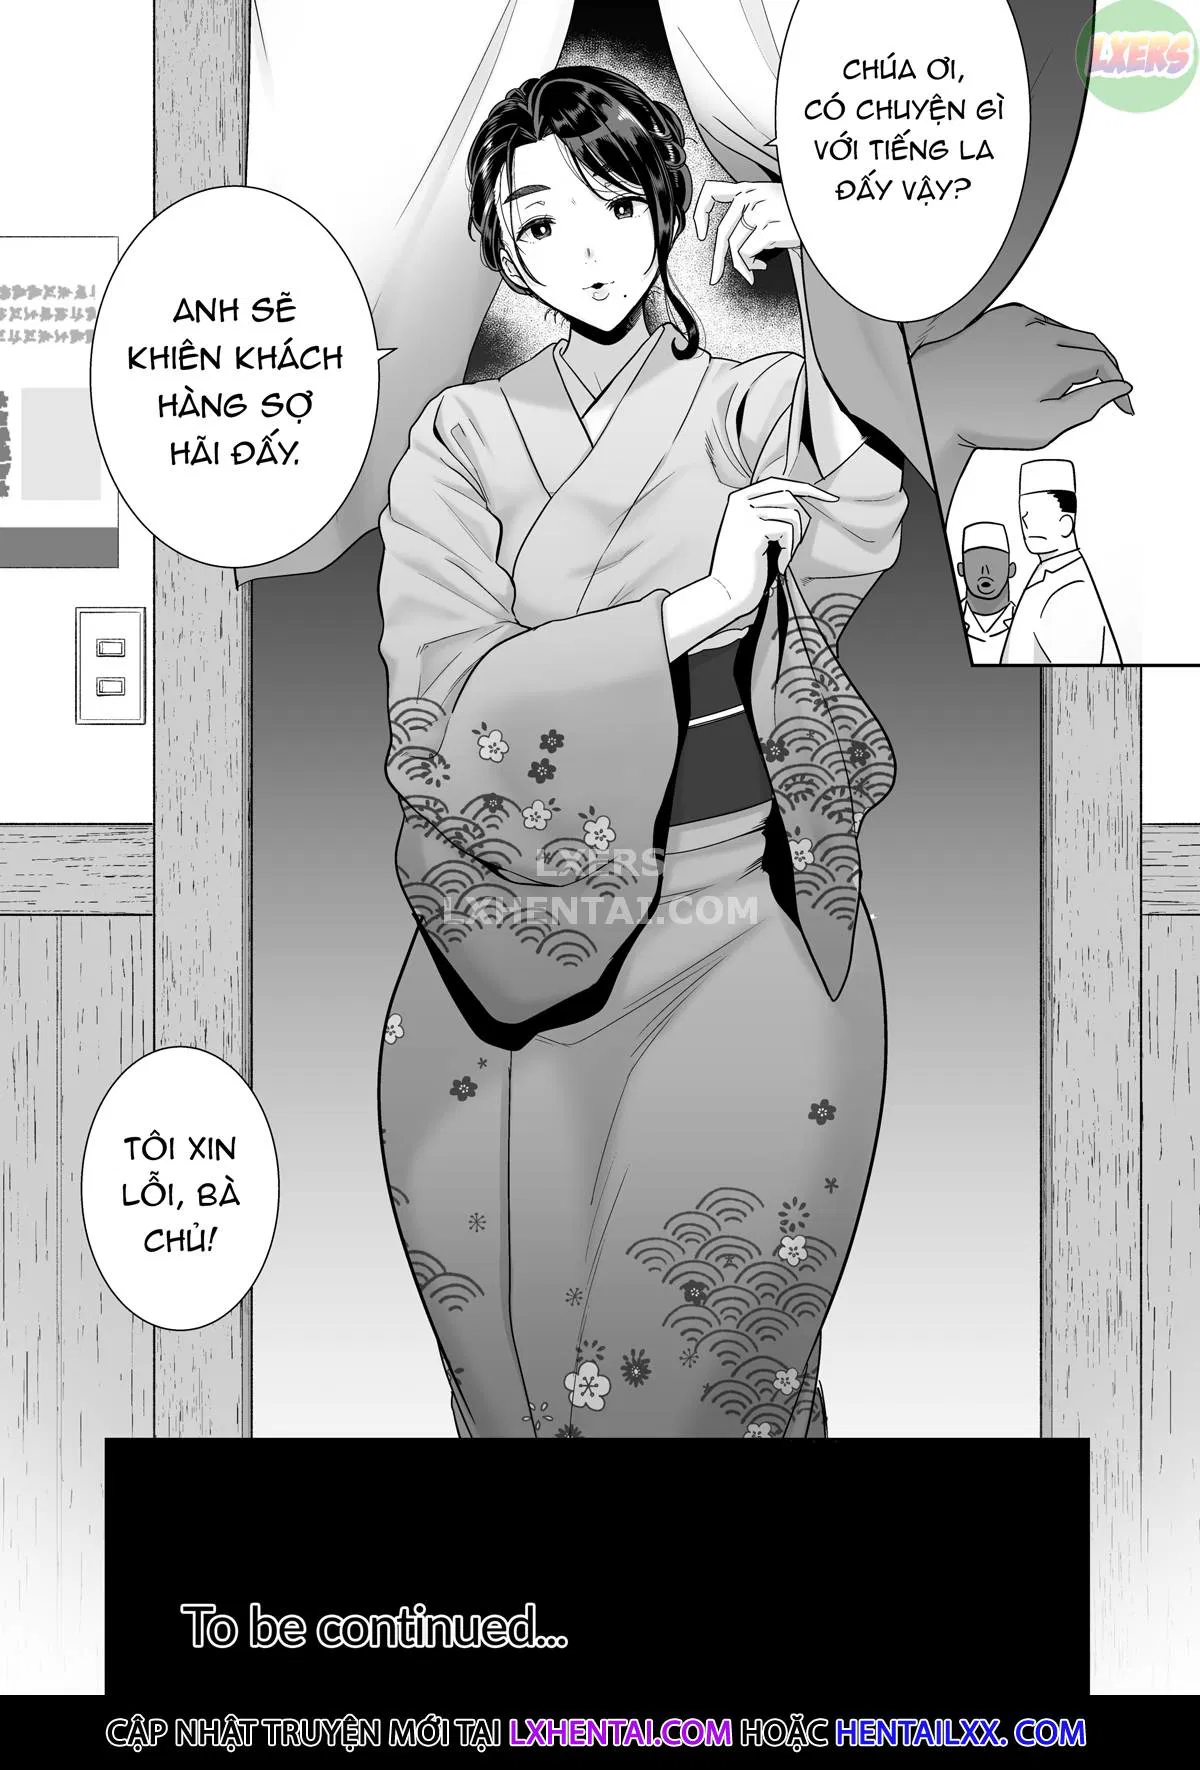 LXERS
CHÚA ƠI,
CÓ CHUYỆN GÌ
VỚI TIẾNG LA
ĐẤY VẬY?
ANH SẼ
KHIÊN KHÁCH
HÀNG SỢ
HÃI ĐẤY.
LXERS
LXHENTAI.COM
TÔI XIN
LỖI, BÀ
CHỦ!
To be continued...
CẬP NHẬT TRUYỆN MỚI TẠI LXHENTAI.COM HOẶC HENTAILXX. COM